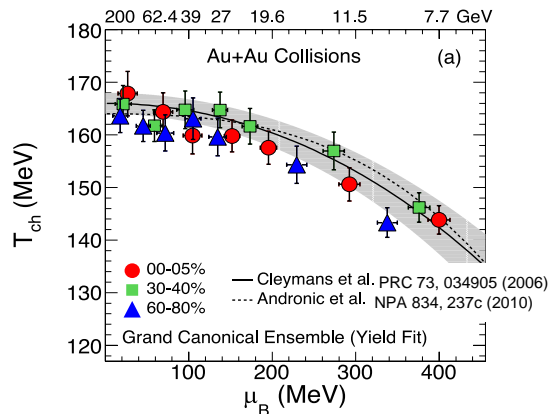 200 62.4 39 27 19.6 11.5 7.7 GeV
Au+Au Collisions (a)
T_ch (MeV)
180
170
160
150
140
130
120
00-05%
30-40%
60-80%
Cleymans et al. PRC 73, 034905 (2006)
Andronic et al. NPA 834, 237c (2010)
Grand Canonical Ensemble (Yield Fit)
100 200 300 400
μ_B (MeV)